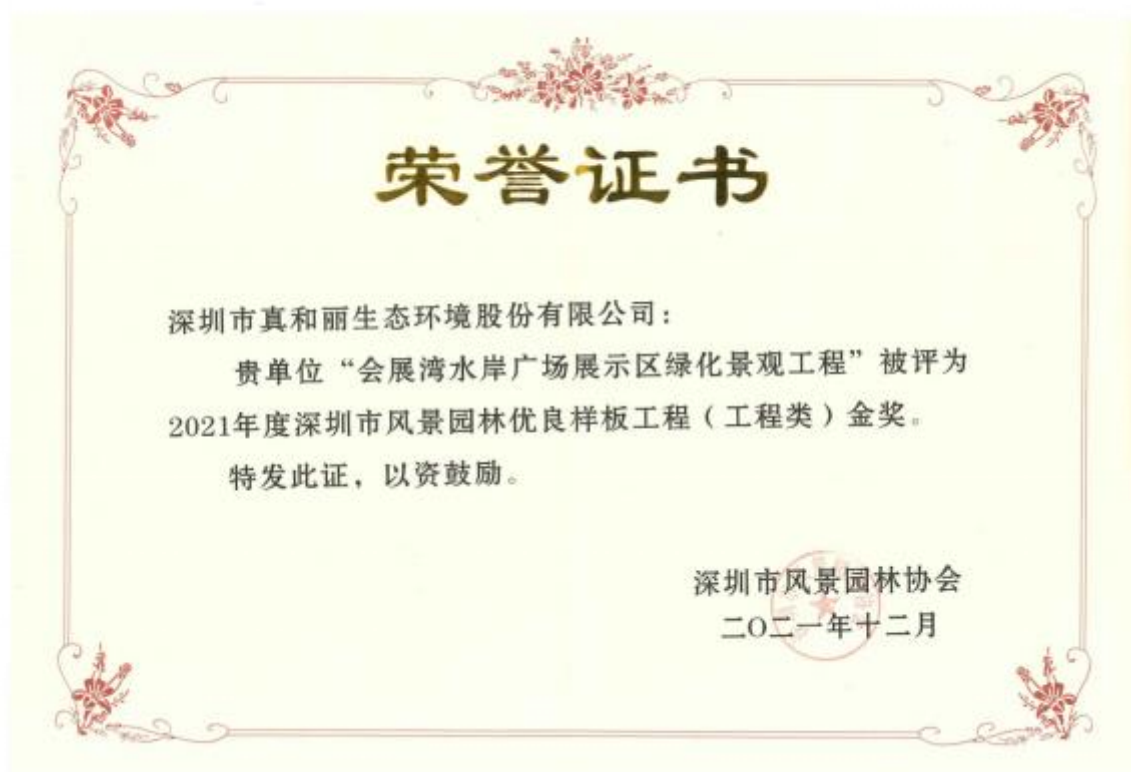 荣誉证书
深圳市真和丽生态环境股份有限公司：
贵单位“会展湾水岸广场展示区绿化景观工程”被评为
2021年度深圳市风景园林优良样板工程（工程类）金奖。
特发此证，以资鼓励。
深圳市风景园林协会
二〇二一年十二月